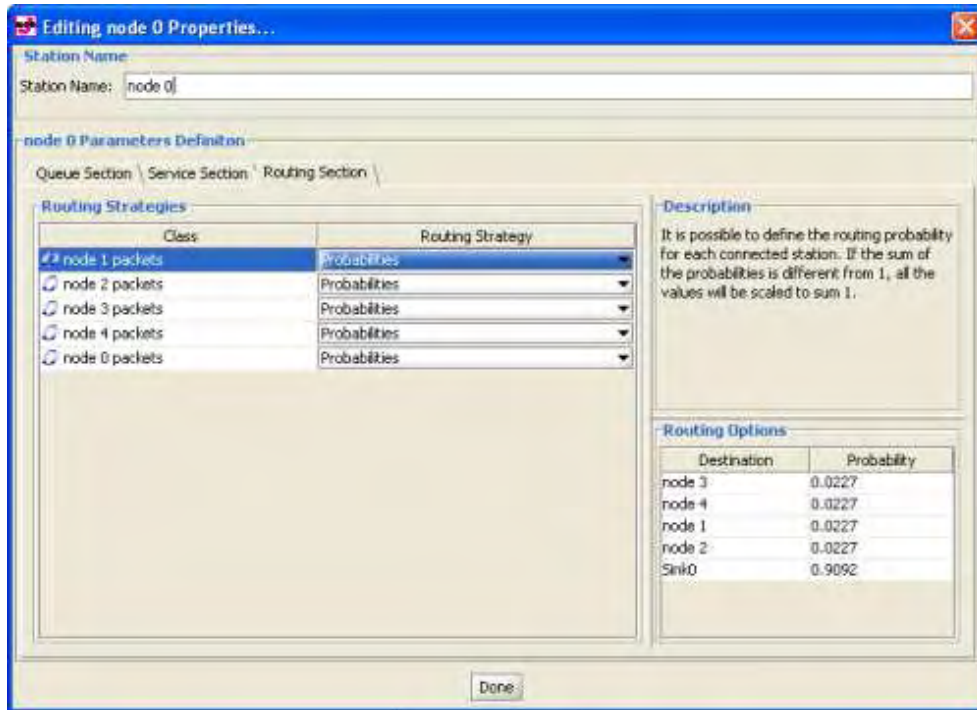 Editing node 0 Properties...
Station Name
Station Name: node 0
node 0 Parameters Definiton
Queue Section \ Service Section \ Routing Section \
Routing Strategies
Class Routing Strategy
node 1 packets Probabilities
node 2 packets Probabilities
node 3 packets Probabilities
node 4 packets Probabilities
node 0 packets Probabilities
Description
It is possible to define the routing probability
for each connected station. If the sum of
the probabilities is different from 1, all the
values will be scaled to sum 1.
Routing Options
Destination Probability
node 3 0.0227
node 4 0.0227
node 1 0.0227
node 2 0.0227
Sink0 0.9092
Done